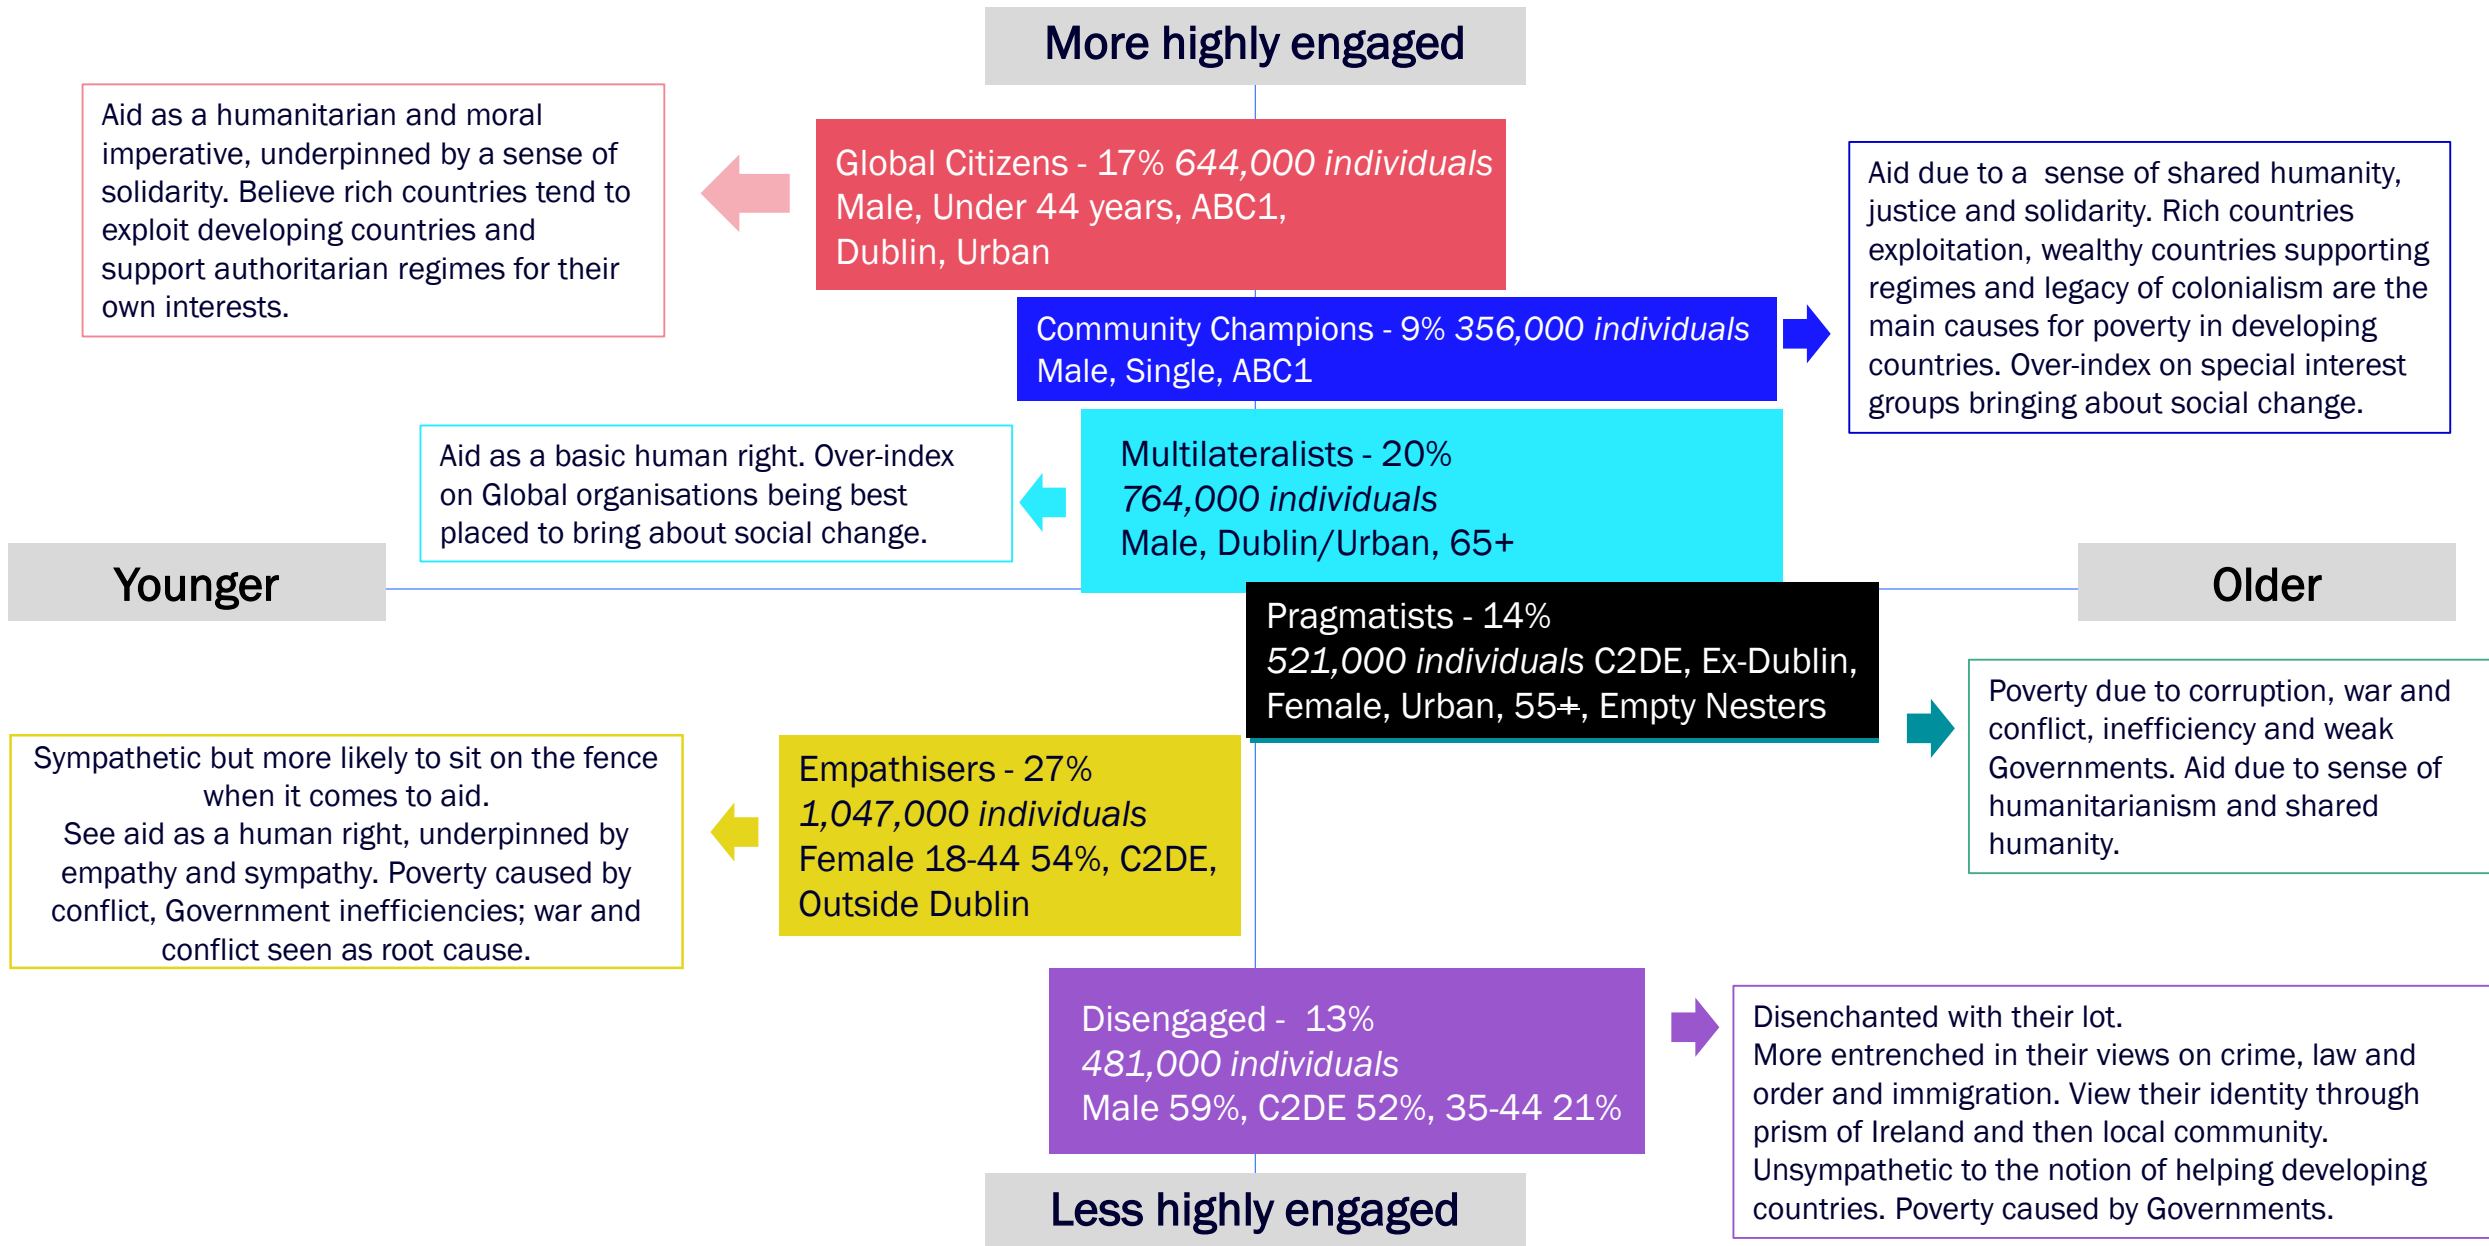 More highly engaged
Aid as a humanitarian and moral
imperative, underpinned by a sense of
solidarity. Believe rich countries tend to
exploit developing countries and
support authoritarian regimes for their
own interests.
Global Citizens - 17% 644,000 individuals
Male, Under 44 years, ABC1,
Dublin, Urban
Aid due to a  sense of shared humanity,
justice and solidarity. Rich countries
exploitation, wealthy countries supporting
regimes and legacy of colonialism are the
main causes for poverty in developing
countries. Over-index on special interest
groups bringing about social change.
Community Champions - 9% 356,000 individuals
Male, Single, ABC1
Aid as a basic human right. Over-index
on Global organisations being best
placed to bring about social change.
Multilateralists - 20%
764,000 individuals
Male, Dublin/Urban, 65+
Younger
Older
Pragmatists - 14%
521,000 individuals C2DE, Ex-Dublin,
Female, Urban, 55+, Empty Nesters
Poverty due to corruption, war and
conflict, inefficiency and weak
Governments. Aid due to sense of
humanitarianism and shared
humanity.
Sympathetic but more likely to sit on the fence
when it comes to aid.
See aid as a human right, underpinned by
empathy and sympathy. Poverty caused by
conflict, Government inefficiencies; war and
conflict seen as root cause.
Empathisers - 27%
1,047,000 individuals
Female 18-44 54%, C2DE,
Outside Dublin
Disengaged -  13%
481,000 individuals
Male 59%, C2DE 52%, 35-44 21%
Disenchanted with their lot.
More entrenched in their views on crime, law and
order and immigration. View their identity through
prism of Ireland and then local community.
Unsympathetic to the notion of helping developing
countries. Poverty caused by Governments.
Less highly engaged